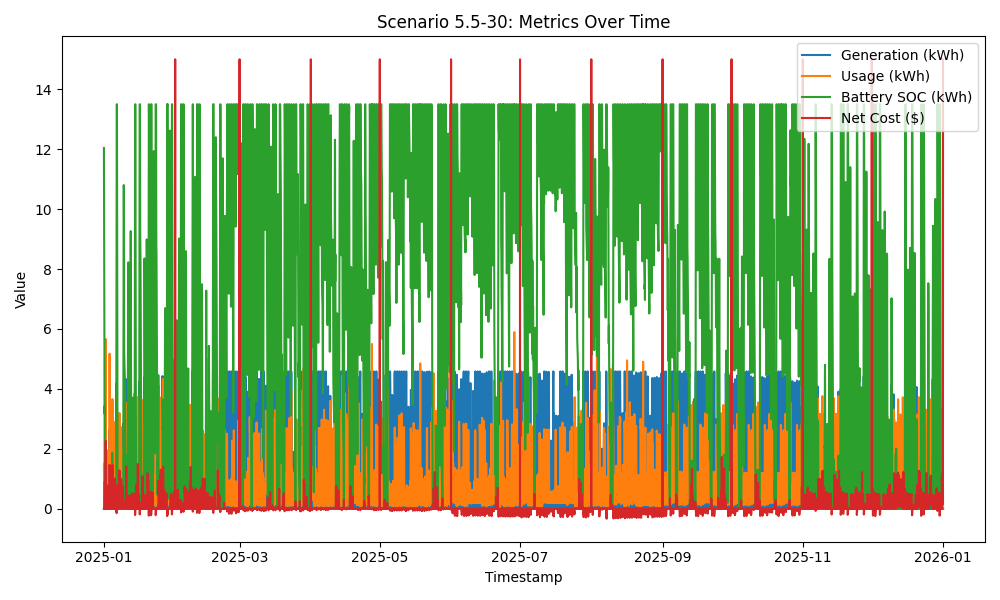 Scenario 5.5-30: Metrics Over Time
Generation (kWh)
Usage (kWh)
Battery SOC (kWh)
Net Cost ($)
Value
14
12
10
8
6
4
2
0
2025-01
2025-03
2025-05
2025-07
2025-09
2025-11
2026-01
Timestamp